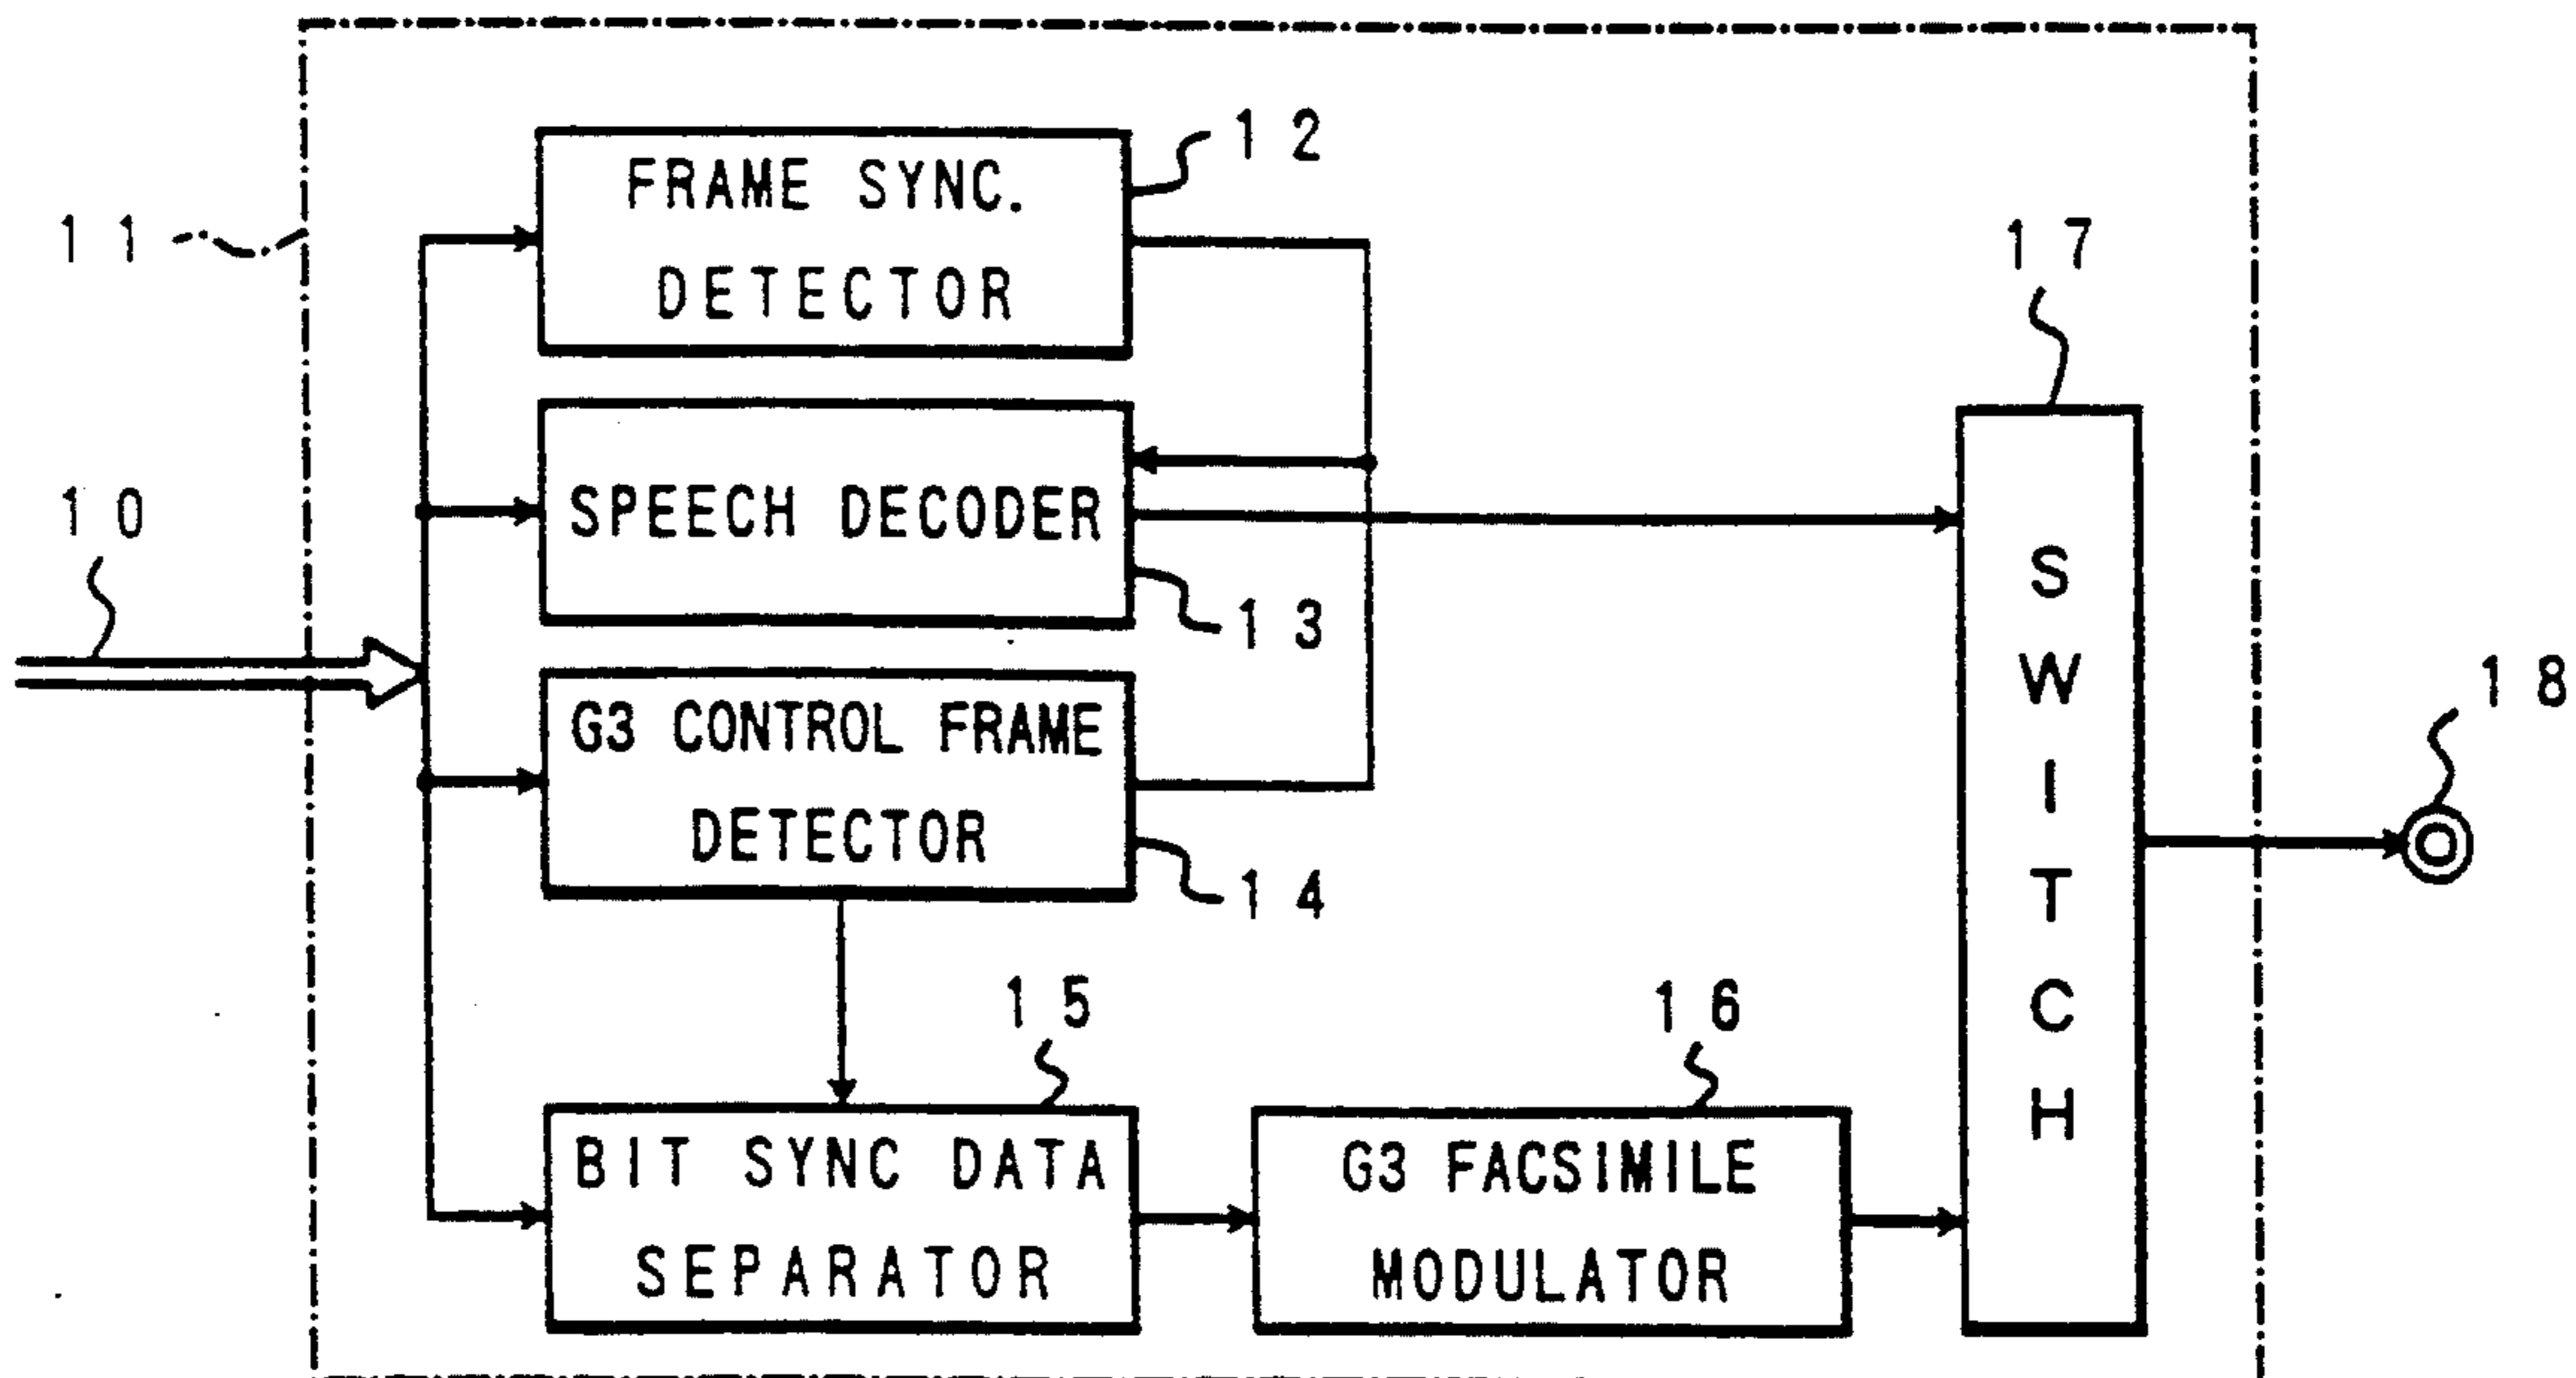 12
FRAME SYNC.
DETECTOR
11
17
10
SPEECH DECODER
13
SWITCH
18
G3 CONTROL FRAME
DETECTOR
14
15
16
BIT SYNC DATA
SEPARATOR
G3 FACSIMILE
MODULATOR